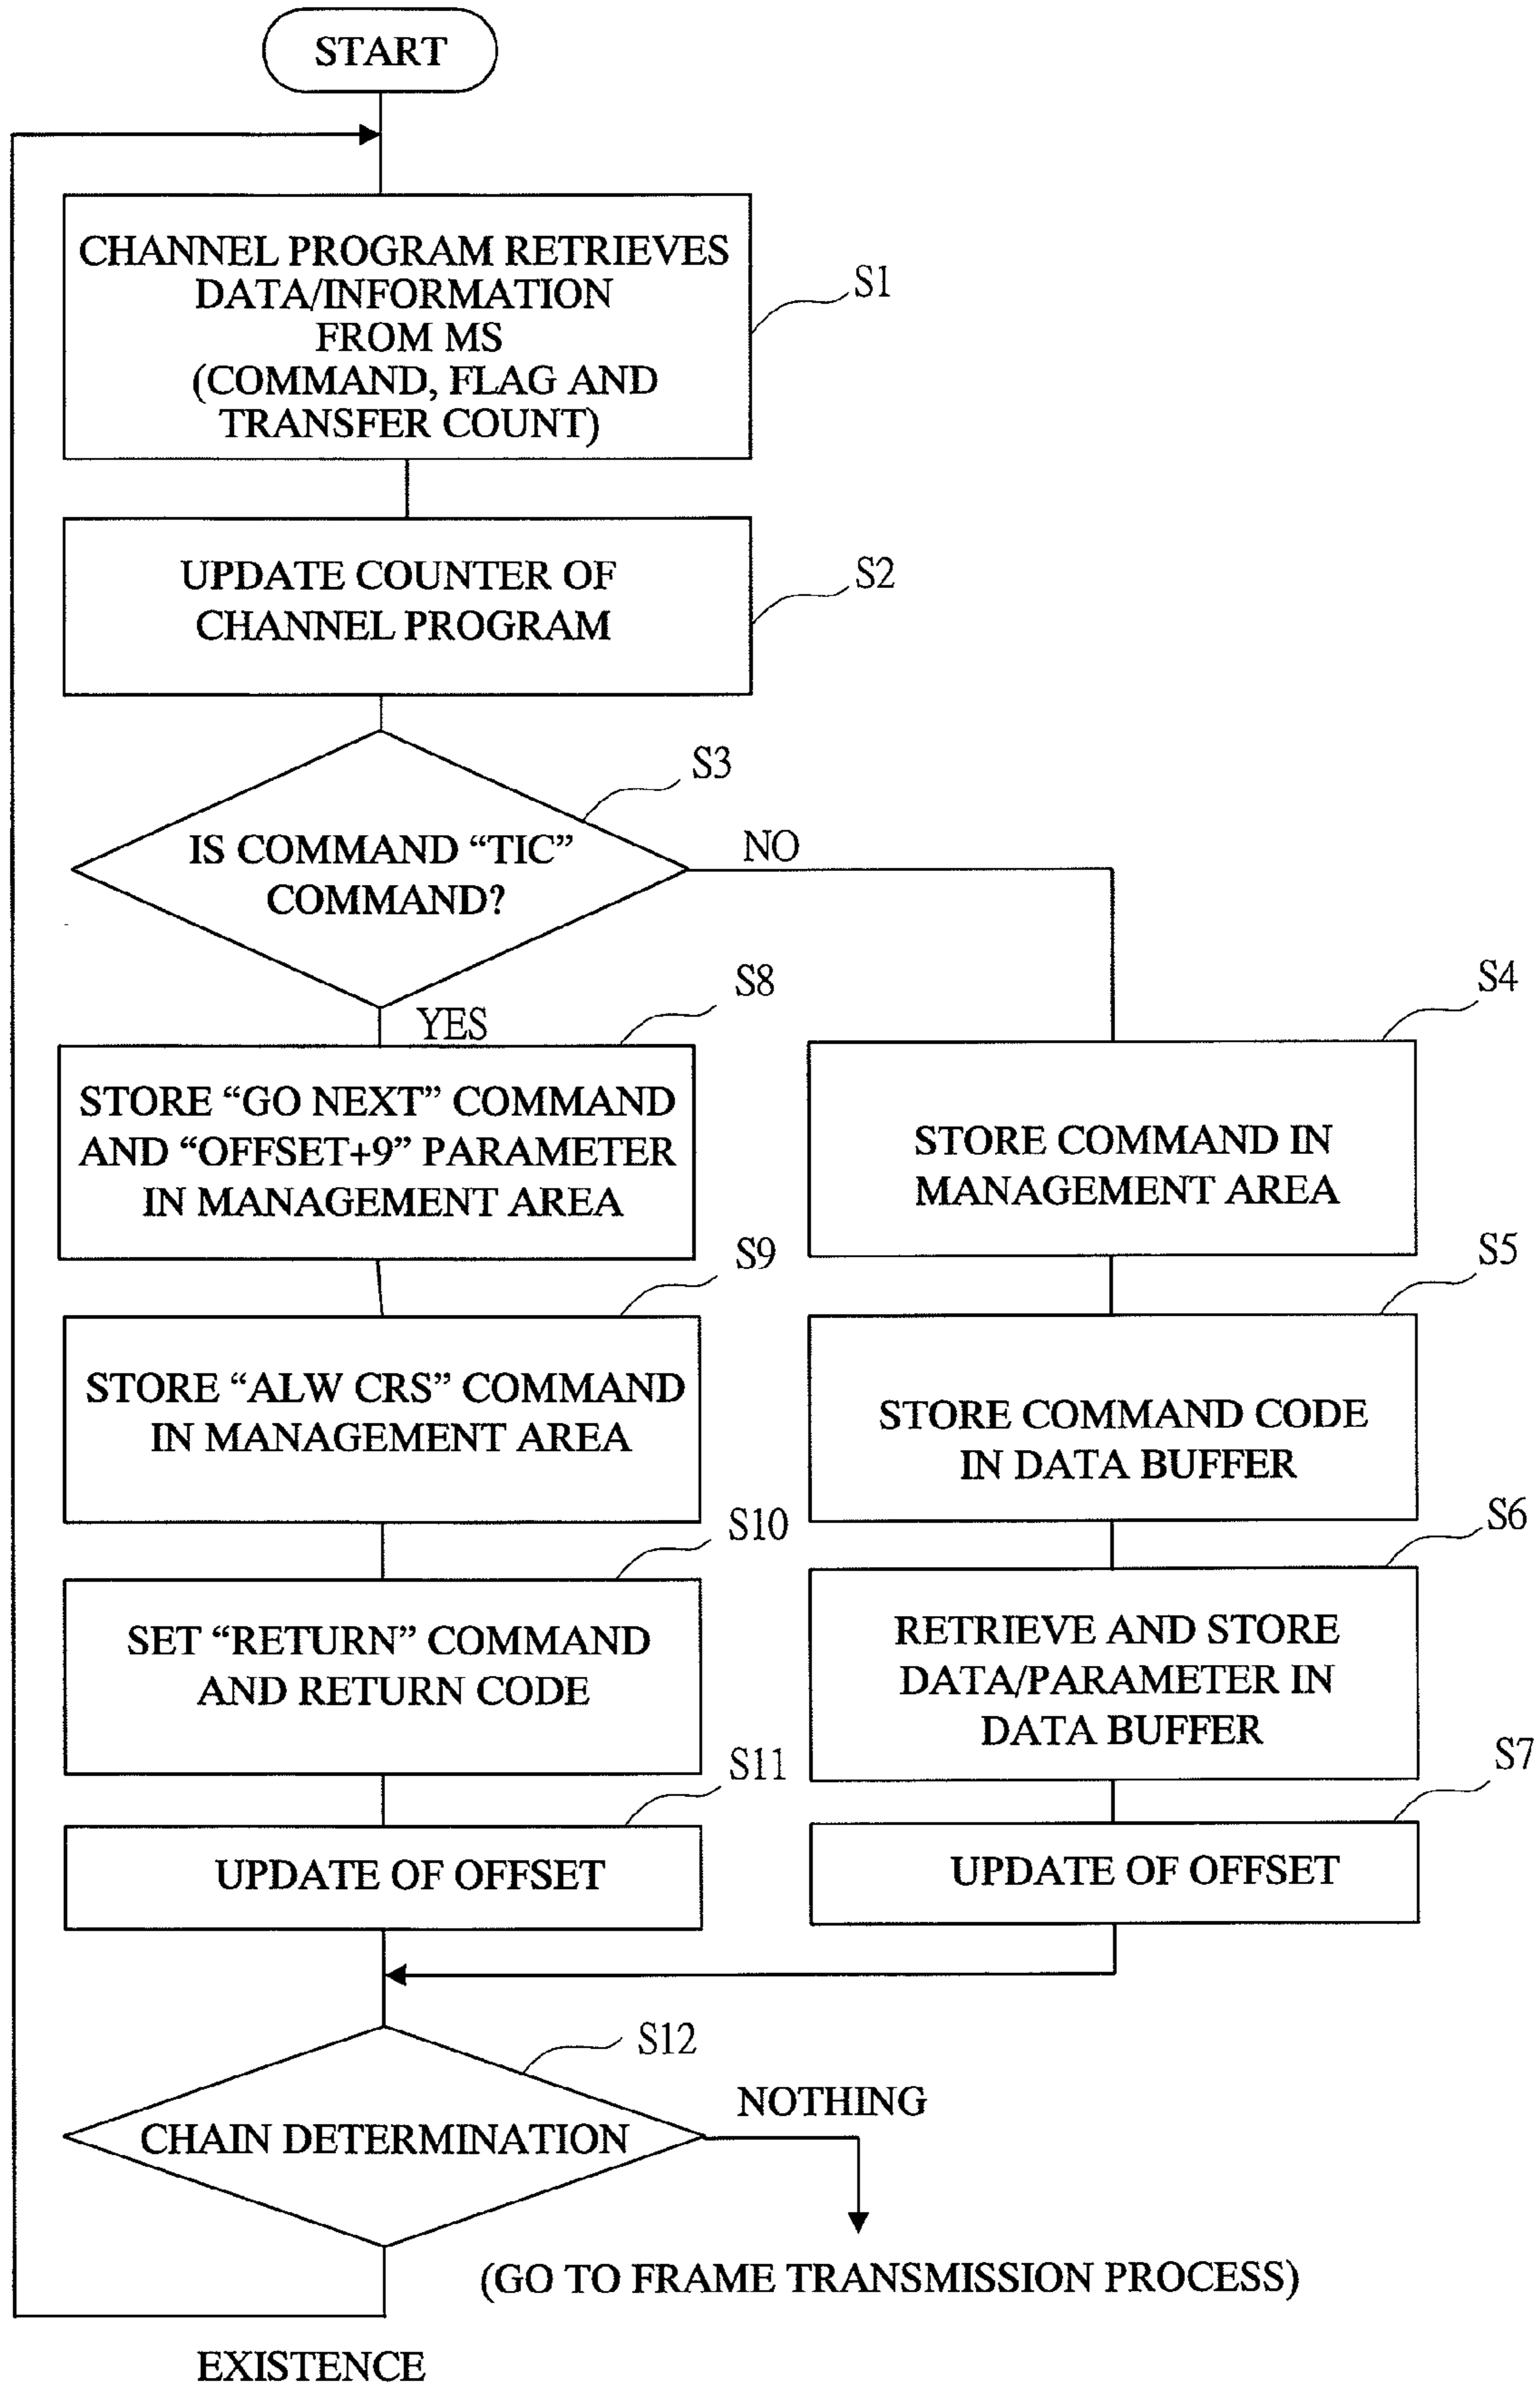 START
CHANNEL PROGRAM RETRIEVES
DATA/INFORMATION
FROM MS
(COMMAND, FLAG AND
TRANSFER COUNT)
S1
UPDATE COUNTER OF
CHANNEL PROGRAM
S2
IS COMMAND “TIC”
COMMAND?
S3
NO
YES
S8
STORE “GO NEXT” COMMAND
AND “OFFSET+9” PARAMETER
IN MANAGEMENT AREA
S9
STORE “ALW CRS” COMMAND
IN MANAGEMENT AREA
S10
SET “RETURN” COMMAND
AND RETURN CODE
S11
UPDATE OF OFFSET
S4
STORE COMMAND IN
MANAGEMENT AREA
S5
STORE COMMAND CODE
IN DATA BUFFER
S6
RETRIEVE AND STORE
DATA/PARAMETER IN
DATA BUFFER
S7
UPDATE OF OFFSET
S12
CHAIN DETERMINATION
NOTHING
(GO TO FRAME TRANSMISSION PROCESS)
EXISTENCE